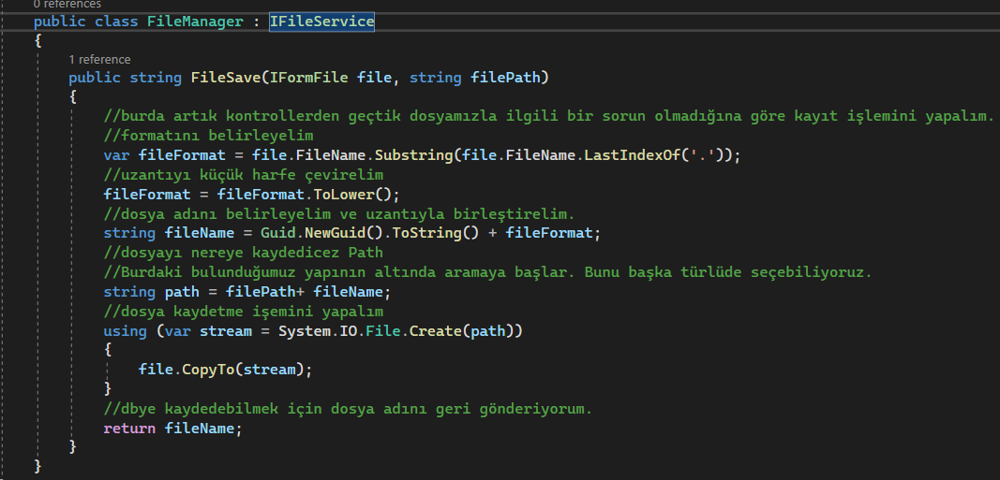 0 references
public class FileManager : IFileService
{
1 reference
public string FileSave(IFormFile file, string filePath)
{
//burda artık kontrollerden geçtik dosyamızla ilgili bir sorun olmadığına göre kayıt işlemini yapalım.
//formatını belirleyelim
var fileFormat = file.FileName.Substring(file.FileName.LastIndexOf('.'));
//uzantıyı küçük harfe çevirelim
fileFormat = fileFormat.ToLower();
//dosya adını belirleyelim ve uzantıyla birleştirelim.
string fileName = Guid.NewGuid().ToString() + fileFormat;
//dosyayı nereye kaydedicez Path
//Burdaki bulunduğumuz yapının altında aramaya başlar. Bunu başka türlüde seçebiliyoruz.
string path = filePath+ fileName;
//dosya kaydetme işemini yapalım
using (var stream = System.IO.File.Create(path))
{
file.CopyTo(stream);
}
//dbye kaydedebilmek için dosya adını geri gönderiyorum.
return fileName;
}
}